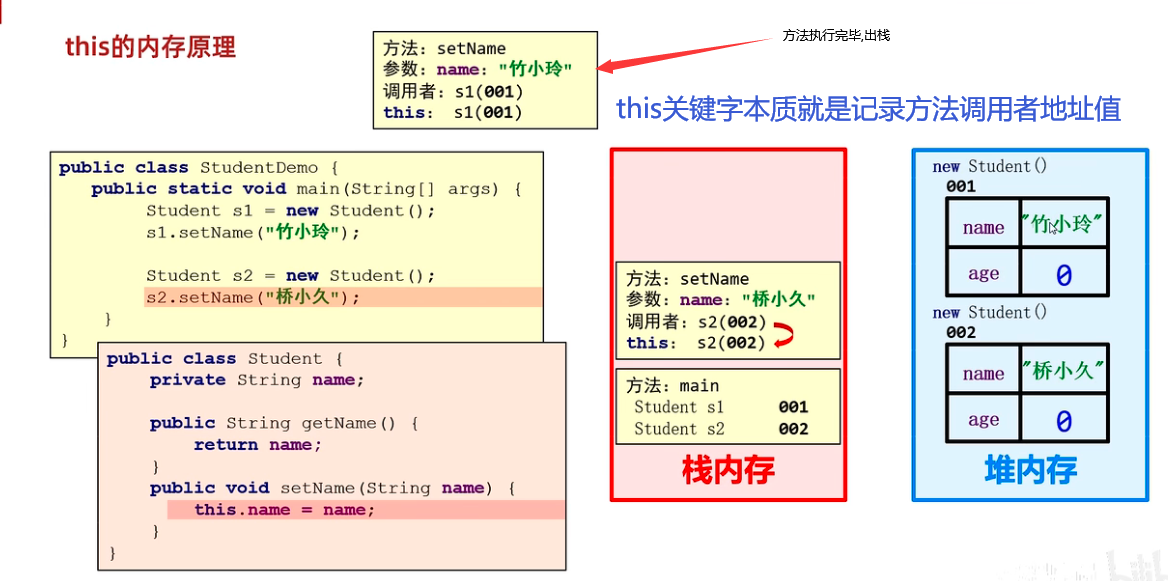 this的内存原理
方法: setName
参数: name: "竹小玲"
调用者: s1(001)
this: s1(001)
方法执行完毕,出栈
this关键字本质就是记录方法调用者地址值
public class StudentDemo {
public static void main(String[] args) {
Student s1 = new Student();
s1.setName("竹小玲");
Student s2 = new Student();
s2.setName("桥小久");
}
}
public class Student {
private String name;
public String getName() {
return name;
}
public void setName(String name) {
this.name = name;
}
}
方法: setName
参数: name: "桥小久"
调用者: s2(002)
this: s2(002)
方法: main
Student s1 001
Student s2 002
栈内存
new Student()
001
name "竹小玲"
age 0
new Student()
002
name "桥小久"
age 0
堆内存